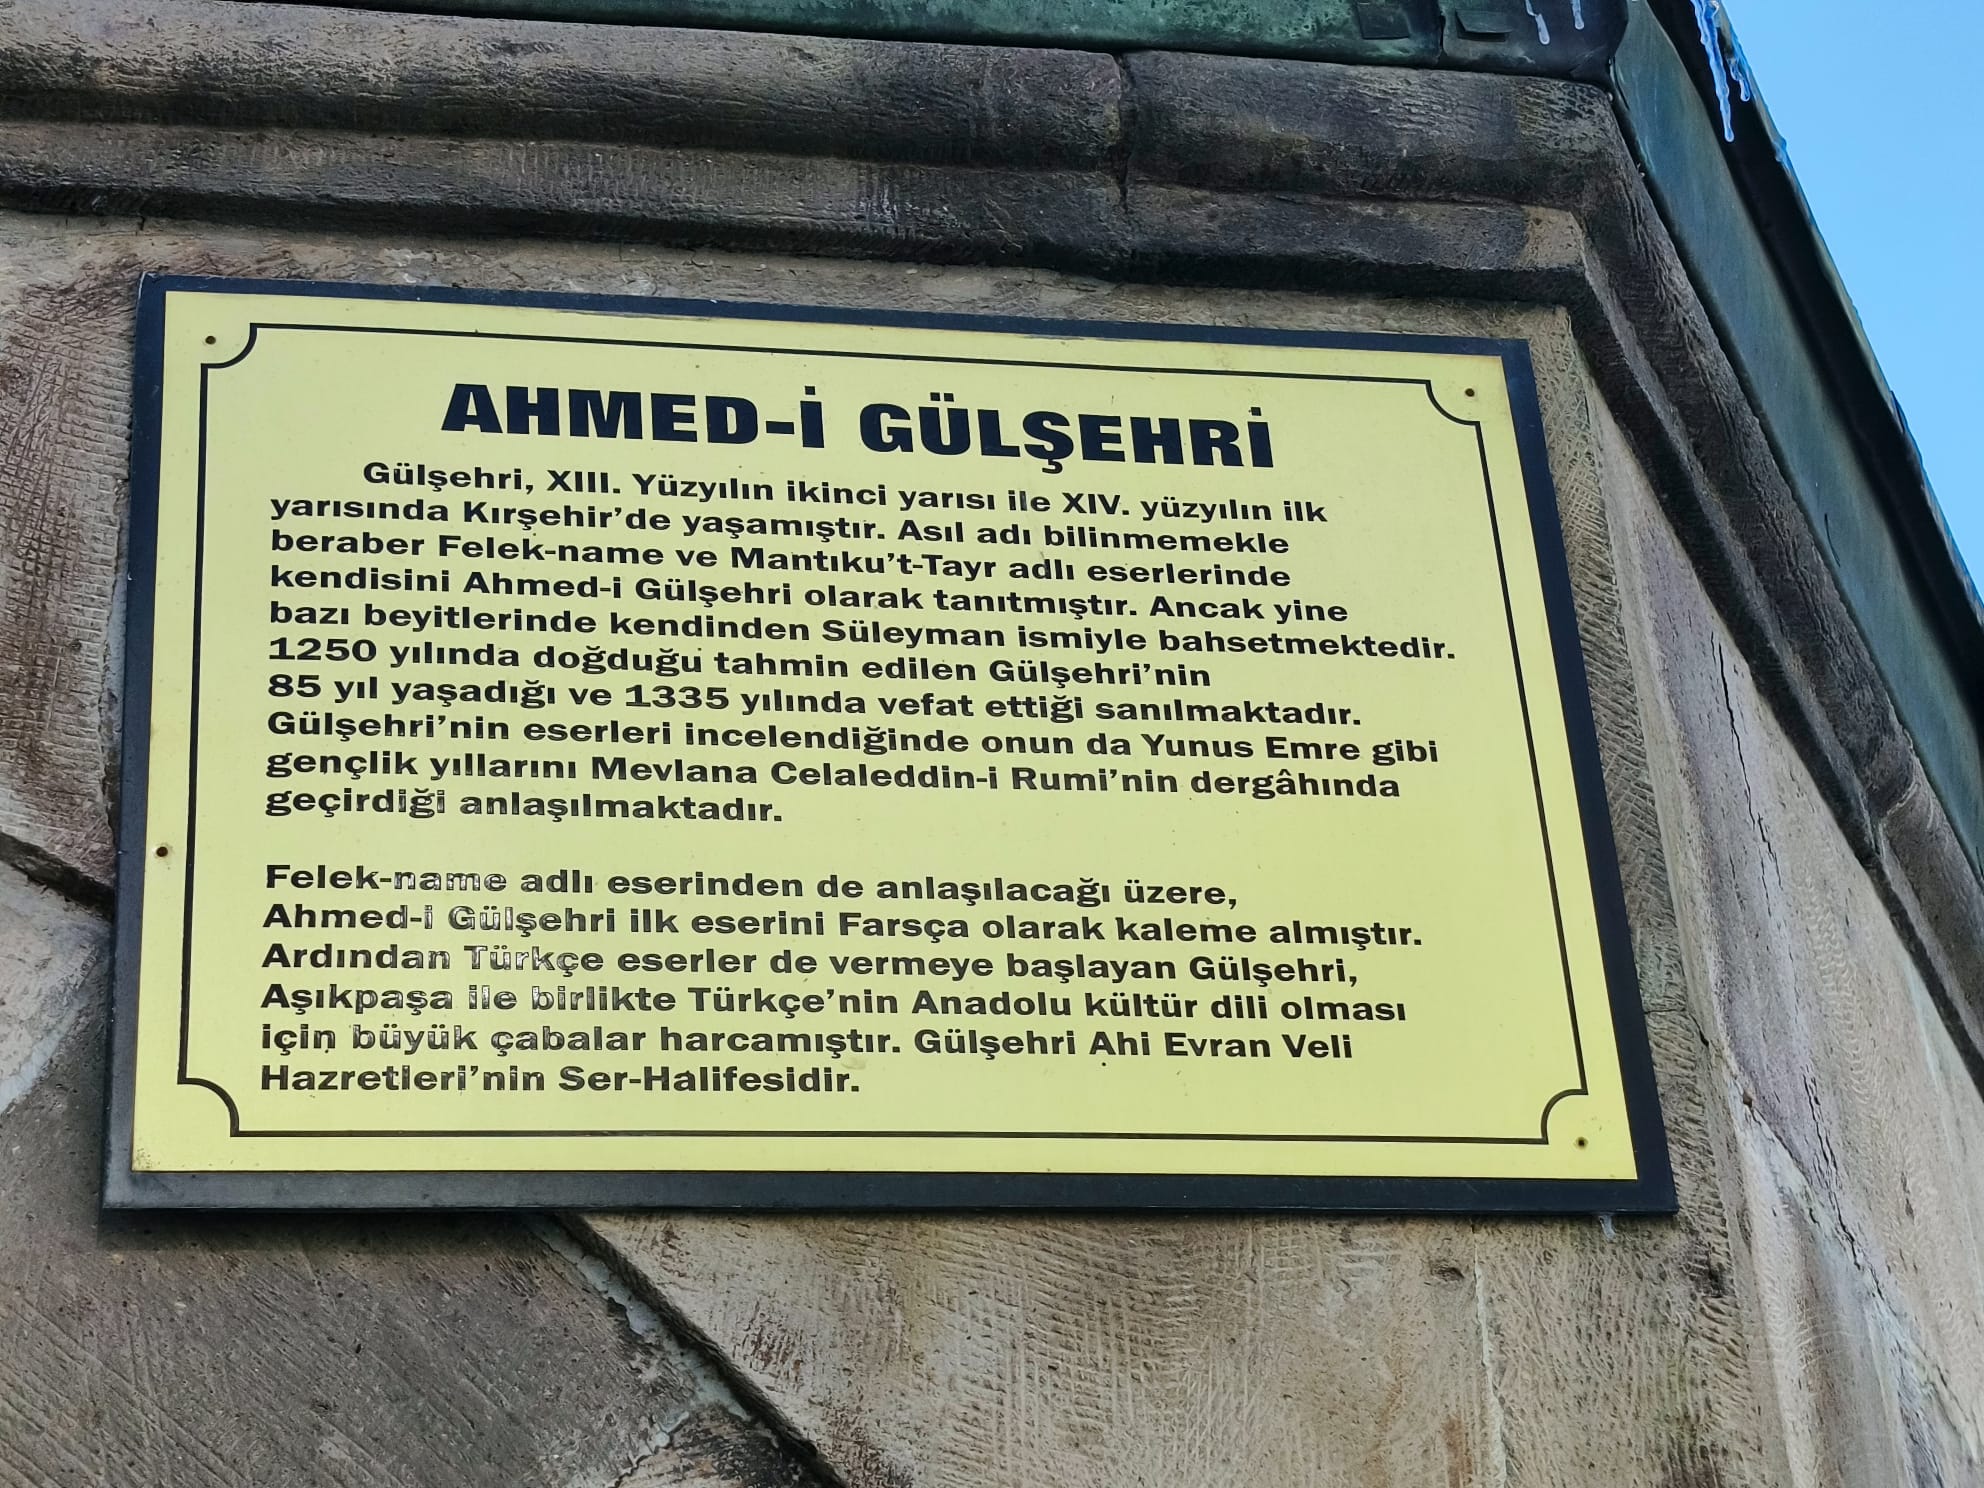 AHMED-İ GÜLŞEHRİ
Gülşehri, XIII. Yüzyılın ikinci yarısı ile XIV. yüzyılın ilk
yarısında Kırşehir’de yaşamıştır. Asıl adı bilinmemekle
beraber Felek-name ve Mantıku’t-Tayr adlı eserlerinde
kendisini Ahmed-i Gülşehri olarak tanıtmıştır. Ancak yine
bazı beyitlerinde kendinden Süleyman ismiyle bahsetmektedir.
1250 yılında doğduğu tahmin edilen Gülşehri’nin
85 yıl yaşadığı ve 1335 yılında vefat ettiği sanılmaktadır.
Gülşehri’nin eserleri incelendiğinde onun da Yunus Emre gibi
gençlik yıllarını Mevlana Celaleddin-i Rumi’nin dergâhında
geçirdiği anlaşılmaktadır.
Felek-name adlı eserinden de anlaşılacağı üzere,
Ahmed-i Gülşehri ilk eserini Farsça olarak kaleme almıştır.
Ardından Türkçe eserler de vermeye başlayan Gülşehri,
Aşıkpaşa ile birlikte Türkçe’nin Anadolu kültür dili olması
için büyük çabalar harcamıştır. Gülşehri Ahi Evran Veli
Hazretleri’nin Ser-Halifesidir.